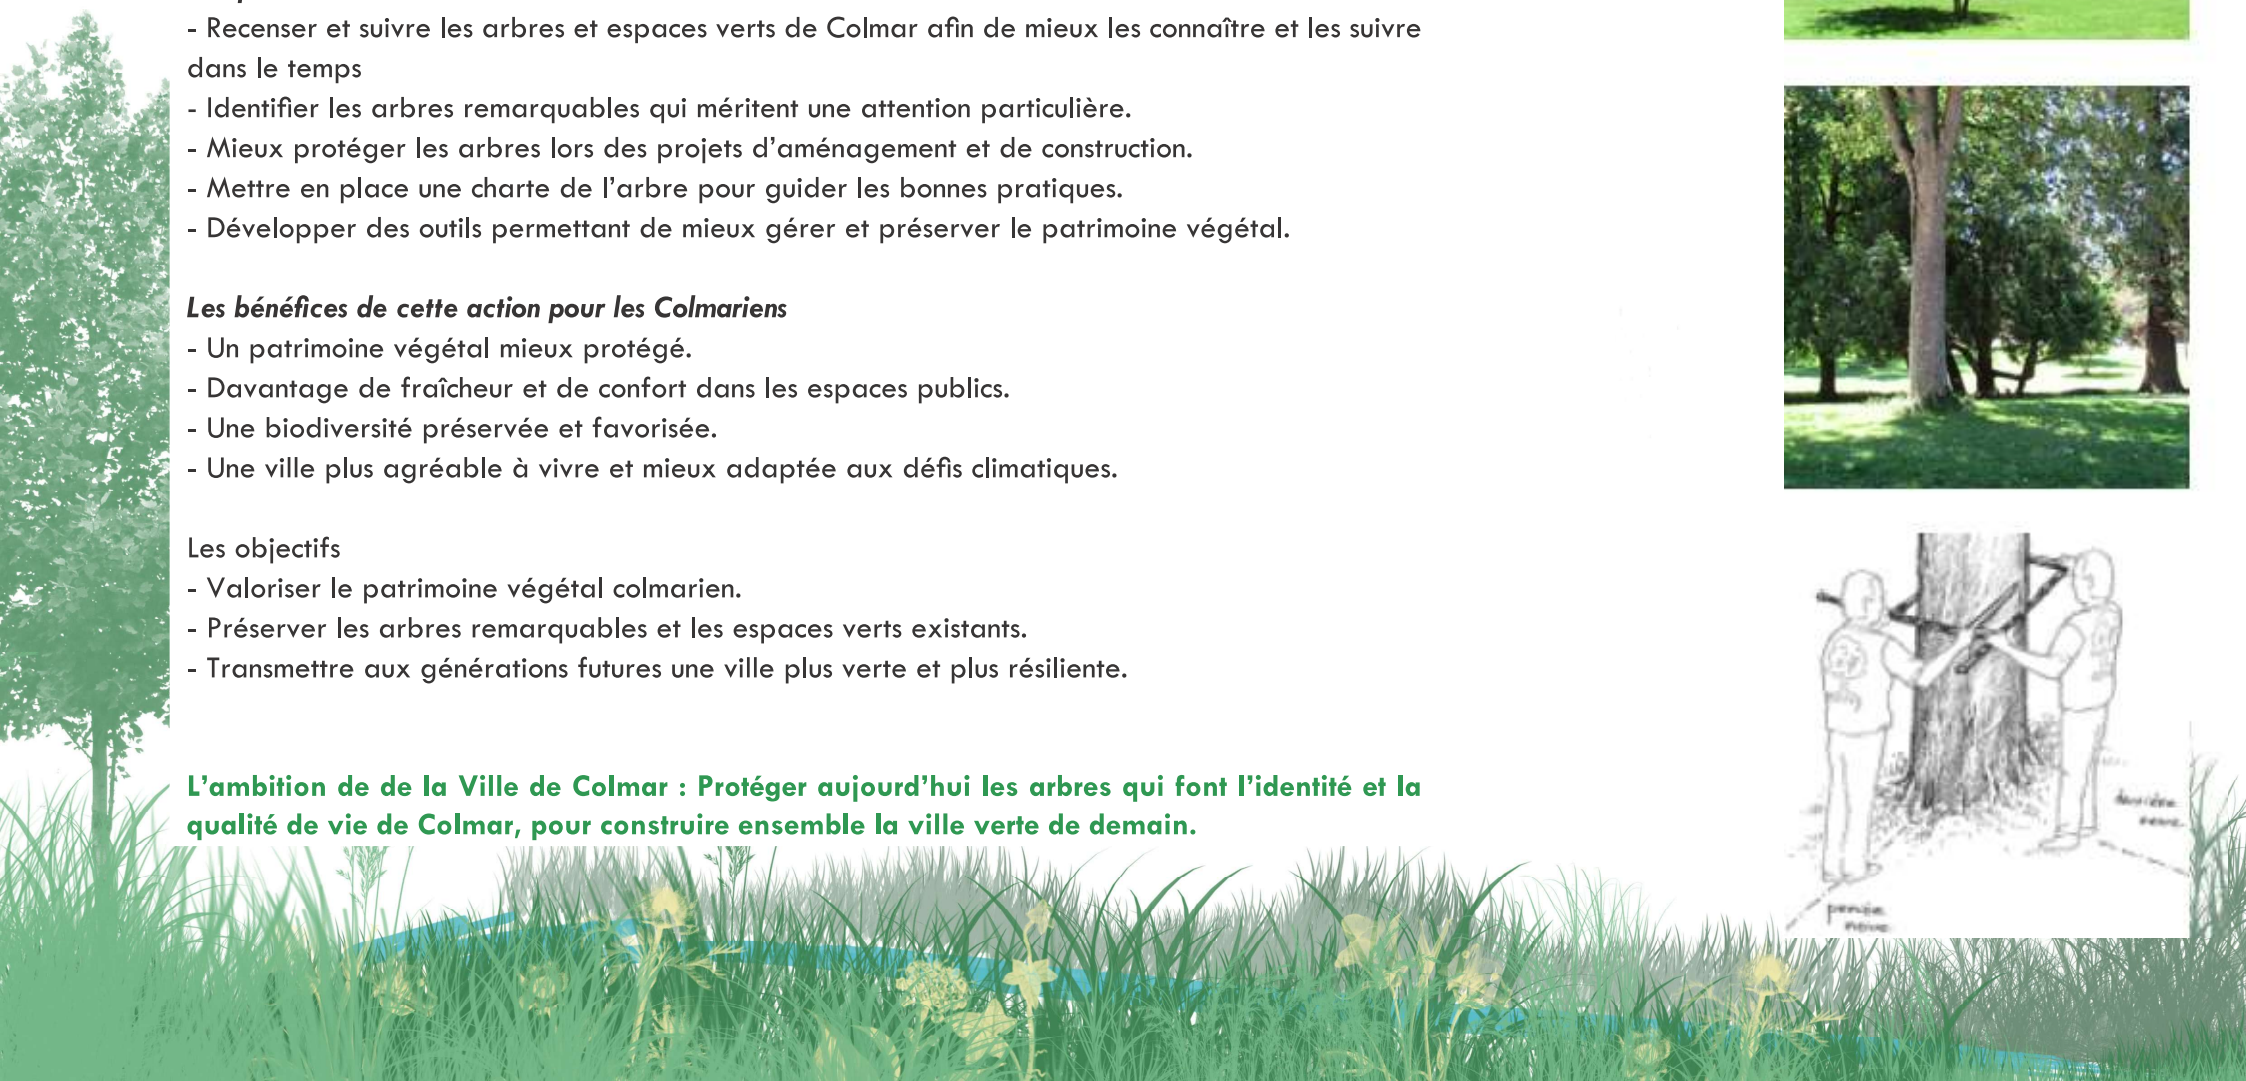 - Recenser et suivre les arbres et espaces verts de Colmar afin de mieux les connaître et les suivre
dans le temps
- Identifier les arbres remarquables qui méritent une attention particulière.
- Mieux protéger les arbres lors des projets d'aménagement et de construction.
- Mettre en place une charte de l'arbre pour guider les bonnes pratiques.
- Développer des outils permettant de mieux gérer et préserver le patrimoine végétal.
Les bénéfices de cette action pour les Colmariens
- Un patrimoine végétal mieux protégé.
- Davantage de fraîcheur et de confort dans les espaces publics.
- Une biodiversité préservée et favorisée.
- Une ville plus agréable à vivre et mieux adaptée aux défis climatiques.
Les objectifs
- Valoriser le patrimoine végétal colmarien.
- Préserver les arbres remarquables et les espaces verts existants.
- Transmettre aux générations futures une ville plus verte et plus résiliente.
L'ambition de de la Ville de Colmar : Protéger aujourd'hui les arbres qui font l'identité et la
qualité de vie de Colmar, pour construire ensemble la ville verte de demain.